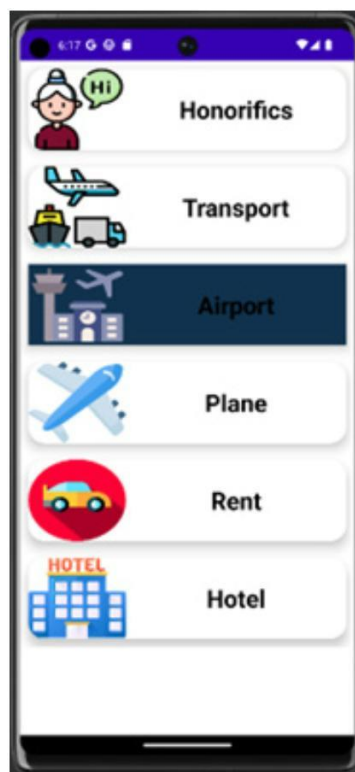 6:17 G
Hi
Honorifics
Transport
Airport
Plane
Rent
HOTEL
Hotel